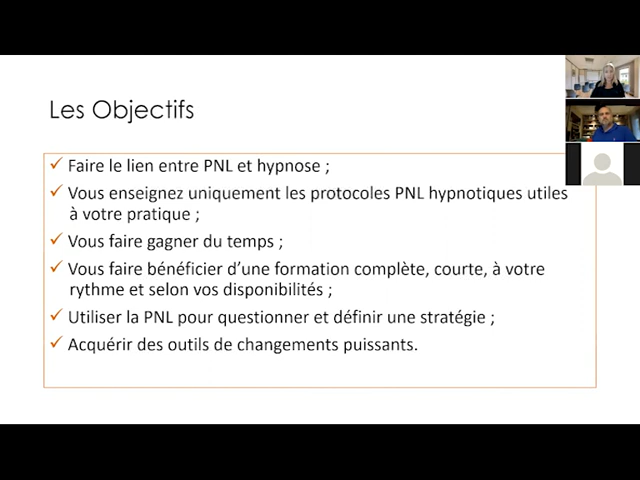 Les Objectifs
✓ Faire le lien entre PNL et hypnose ;
✓ Vous enseignez uniquement les protocoles PNL hypnotiques utiles
à votre pratique ;
✓ Vous faire gagner du temps ;
✓ Vous faire bénéficier d’une formation complète, courte, à votre
rythme et selon vos disponibilités ;
✓ Utiliser la PNL pour questionner et définir une stratégie ;
✓ Acquérir des outils de changements puissants.